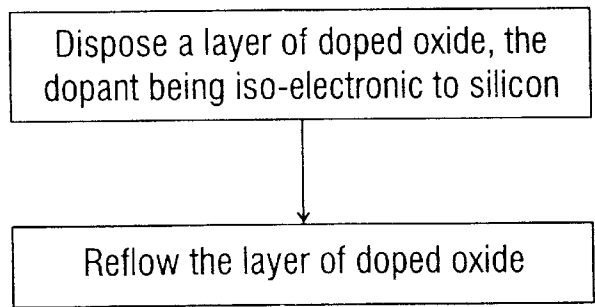 Dispose a layer of doped oxide, the
dopant being iso-electronic to silicon
Reflow the layer of doped oxide